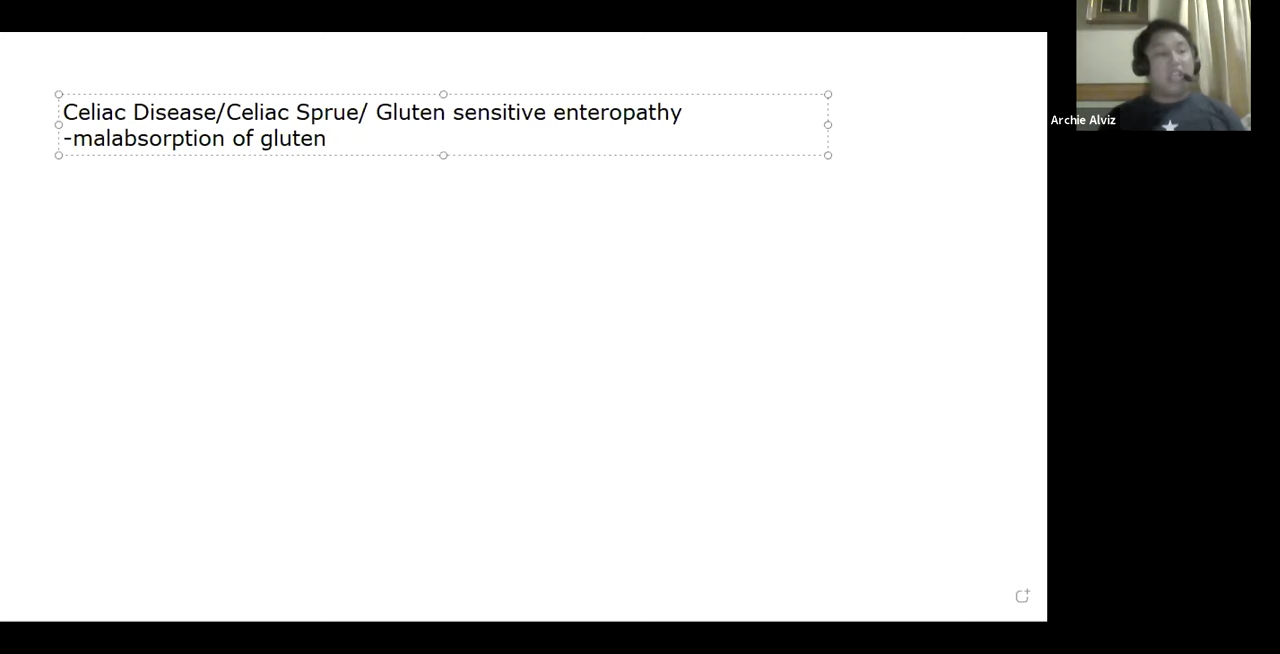 Celiac Disease/Celiac Sprue/ Gluten sensitive enteropathy
-malabsorption of gluten
Archie Alviz